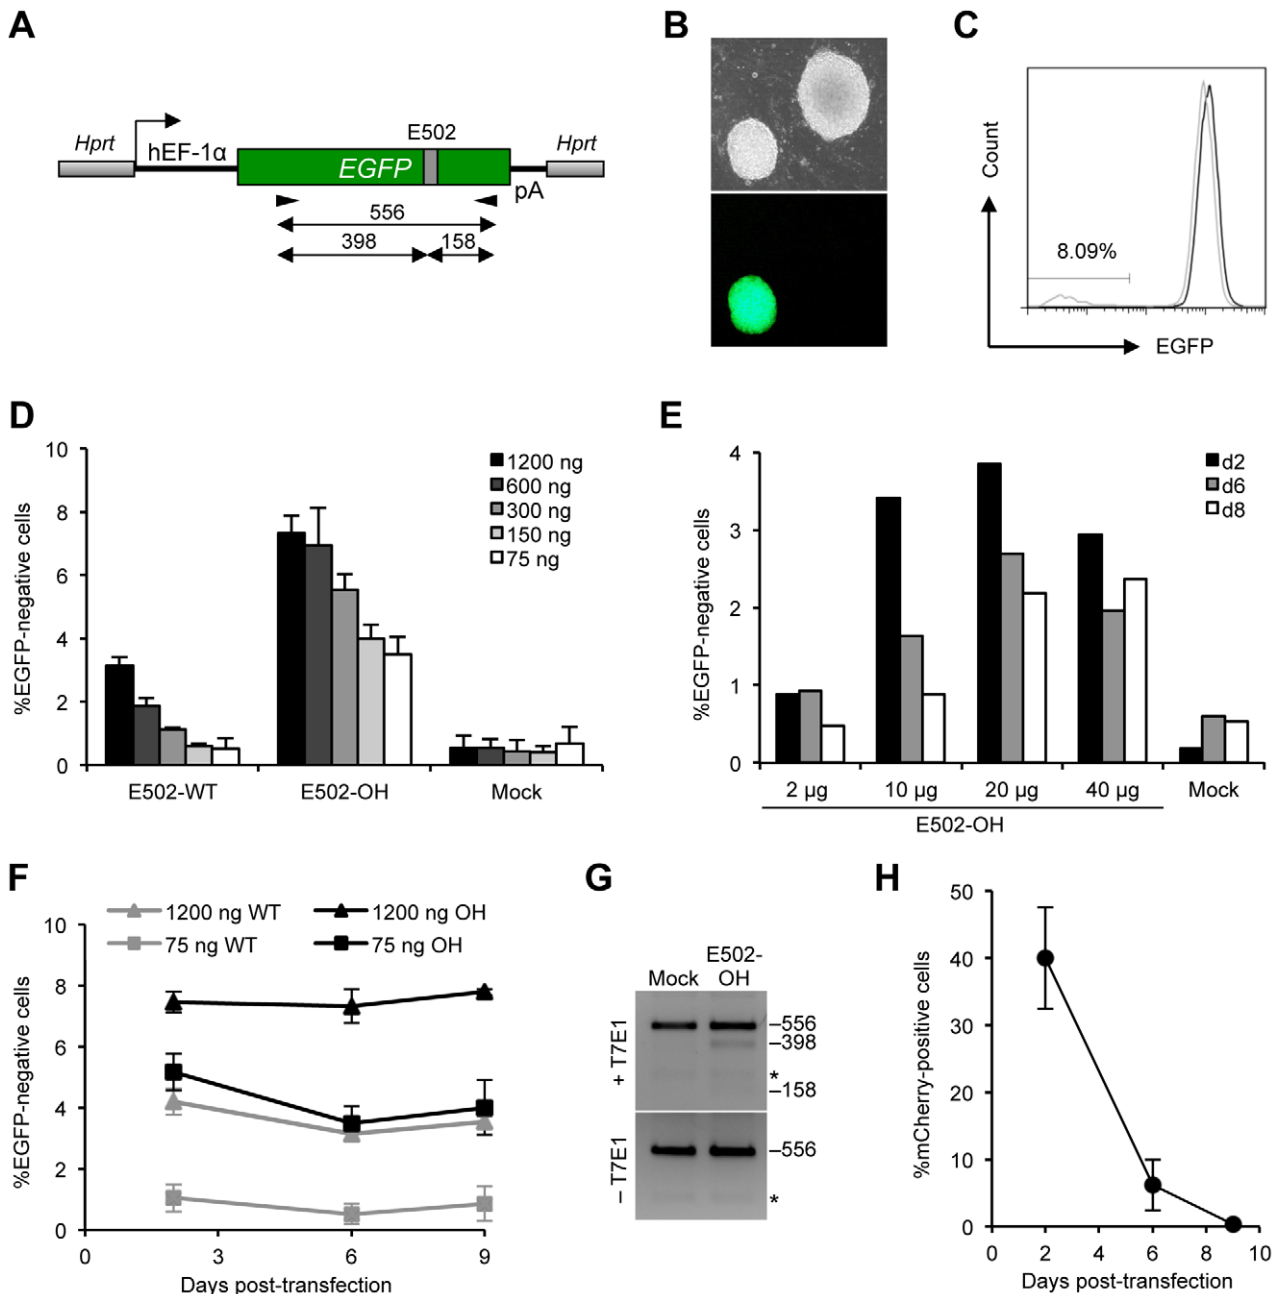 A
Hprt
hEF-1α
EGFP
E502
pA
Hprt
556
398
158
B
C
Count
8.09%
EGFP
D
%EGFP-negative cells
10
8
6
4
2
0
1200 ng
600 ng
300 ng
150 ng
75 ng
E502-WT
E502-OH
Mock
E
%EGFP-negative cells
4
3
2
1
0
d2
d6
d8
2 µg
10 µg
20 µg
40 µg
Mock
E502-OH
F
1200 ng WT
1200 ng OH
75 ng WT
75 ng OH
%EGFP-negative cells
10
8
6
4
2
0
0
3
6
9
Days post-transfection
G
Mock
E502-
OH
+ T7E1
–556
–398
*
–158
– T7E1
–556
*
H
%mCherry-positive cells
50
40
30
20
10
0
0
2
4
6
8
10
Days post-transfection